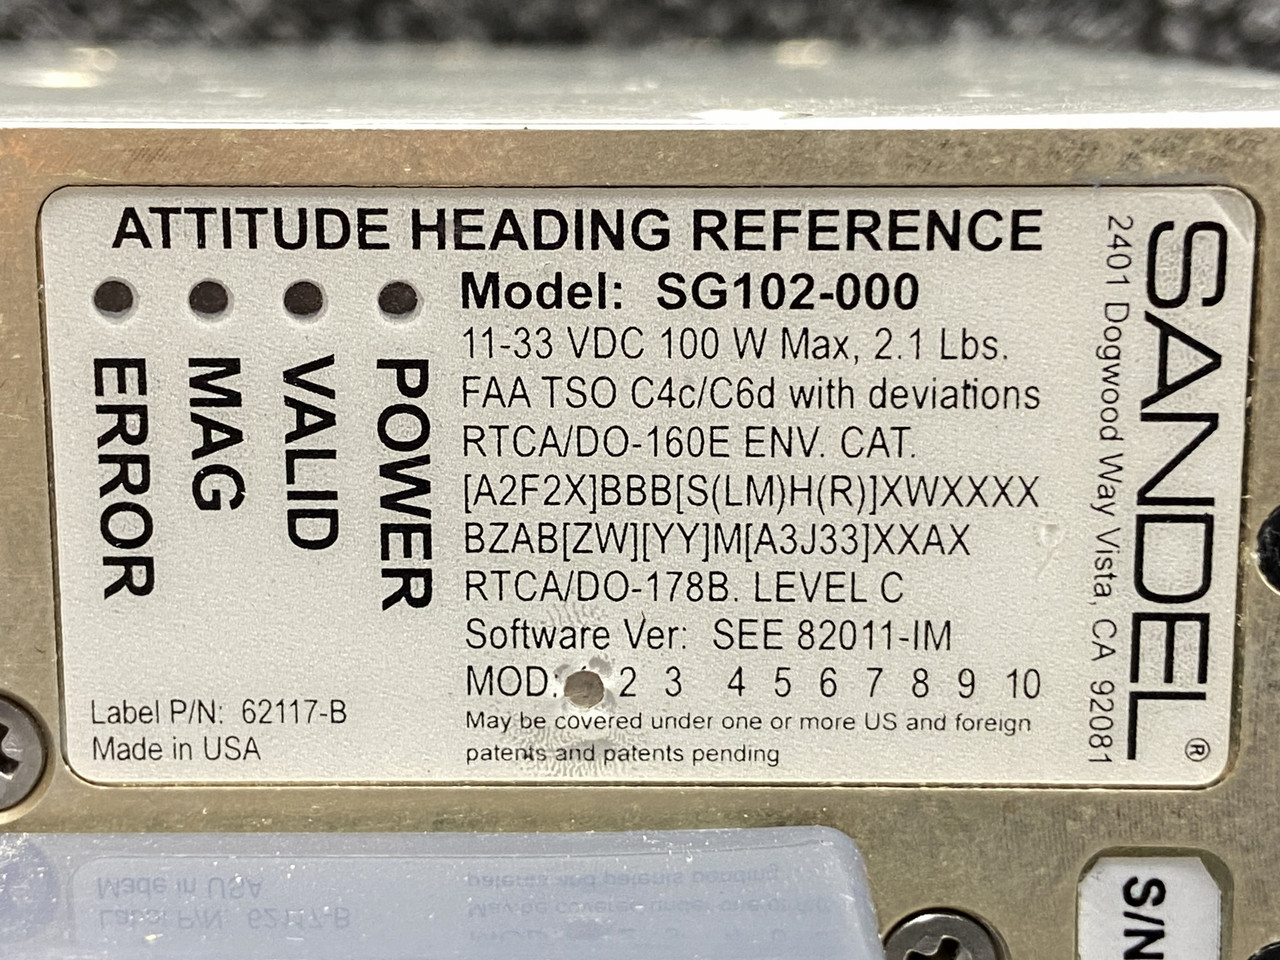 ATTITUDE HEADING REFERENCE
ERROR
MAG
VALID
POWER
Model: SG102-000
11-33 VDC 100 W Max, 2.1 Lbs.
FAA TSO C4c/C6d with deviations
RTCA/DO-160E ENV. CAT.
[A2F2X]BBB[S(LM)H(R)]XWXXXX
BZAB[ZW][YY]M[A3J33]XXAX
RTCA/DO-178B. LEVEL C
Software Ver: SEE 82011-IM
MOD: 2 3 4 5 6 7 8 9 10
May be covered under one or more US and foreign
patents and patents pending
Label P/N: 62117-B
Made in USA
SANDEL®
2401 Dogwood Way Vista, CA 92081
S/N